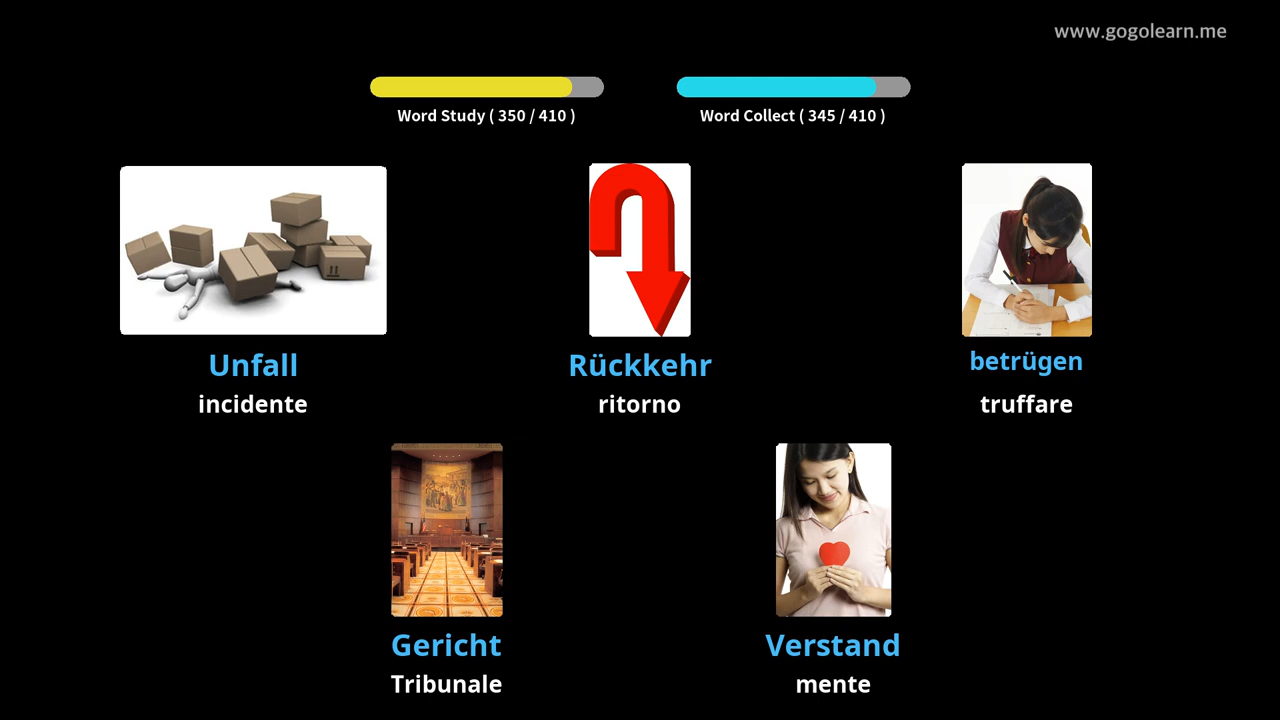 www.gogolearn.me
Word Study ( 350 / 410 )
Word Collect ( 345 / 410 )
Unfall
incidente
Rückkehr
ritorno
betrügen
truffare
Gericht
Tribunale
Verstand
mente